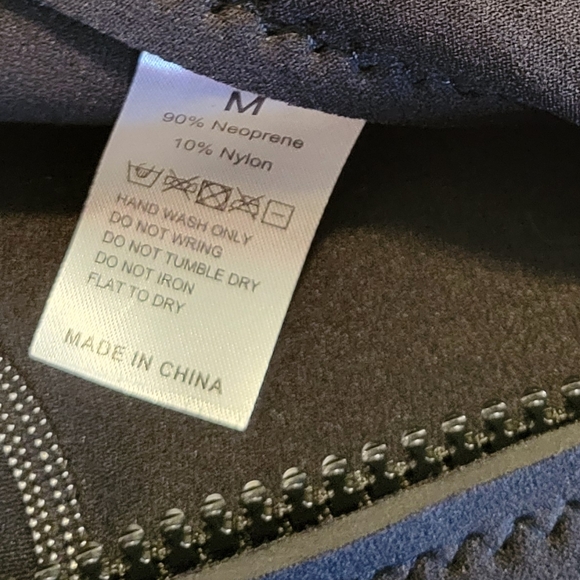 M
90% Neoprene
10% Nylon
HAND WASH ONLY
DO NOT WRING
DO NOT TUMBLE DRY
DO NOT IRON
FLAT TO DRY
MADE IN CHINA